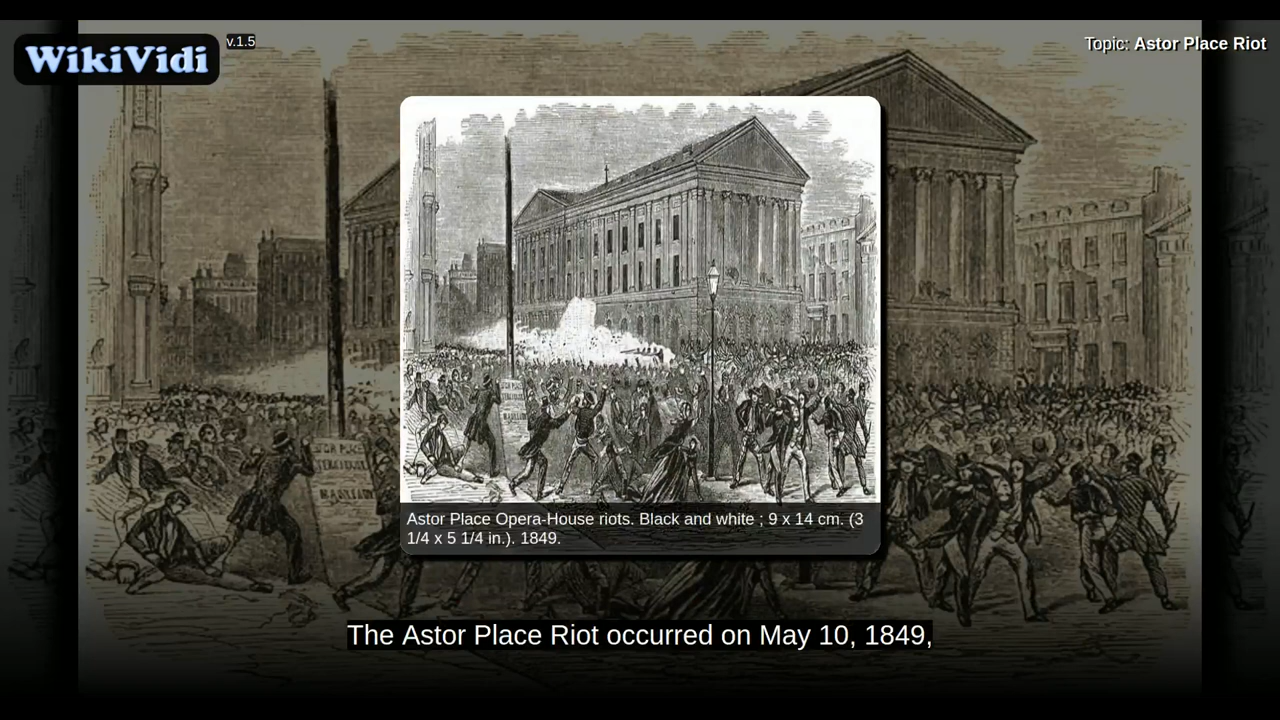 WikiVidi
v.1.5
Topic: Astor Place Riot
Astor Place Opera-House riots. Black and white ; 9 x 14 cm. (3
1/4 x 5 1/4 in.). 1849.
The Astor Place Riot occurred on May 10, 1849,